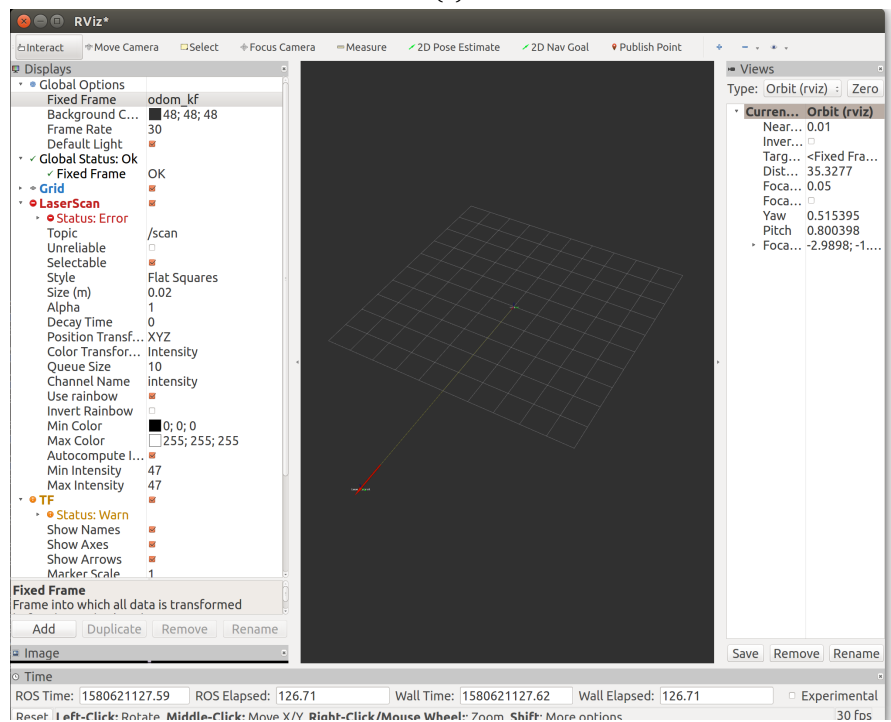 RViz*
Interact Move Camera Select Focus Camera Measure 2D Pose Estimate 2D Nav Goal Publish Point
Displays
Global Options
Fixed Frame odom_kf
Background C... 48; 48; 48
Frame Rate 30
Default Light
Global Status: Ok
Fixed Frame OK
Grid
LaserScan
Status: Error
Topic /scan
Unreliable
Selectable
Style Flat Squares
Size (m) 0.02
Alpha 1
Decay Time 0
Position Transf... XYZ
Color Transfor... Intensity
Queue Size 10
Channel Name intensity
Use rainbow
Invert Rainbow
Min Color 0; 0; 0
Max Color 255; 255; 255
Autocompute I...
Min Intensity 47
Max Intensity 47
TF
Status: Warn
Show Names
Show Axes
Show Arrows
Marker Scale 1
Fixed Frame
Frame into which all data is transformed
Add Duplicate Remove Rename
Image
Views
Type: Orbit (rviz) Zero
Curren... Orbit (rviz)
Near... 0.01
Inver...
Targ... <Fixed Fra...
Dist... 35.3277
Foca... 0.05
Foca...
Yaw 0.515395
Pitch 0.800398
Foca... -2.9898; -1....
Save Remove Rename
Time
ROS Time: 1580621127.59 ROS Elapsed: 126.71 Wall Time: 1580621127.62 Wall Elapsed: 126.71 Experimental
Reset Left-Click: Rotate. Middle-Click: Move X/Y. Right-Click/Mouse Wheel:: Zoom. Shift: More options. 30 fps